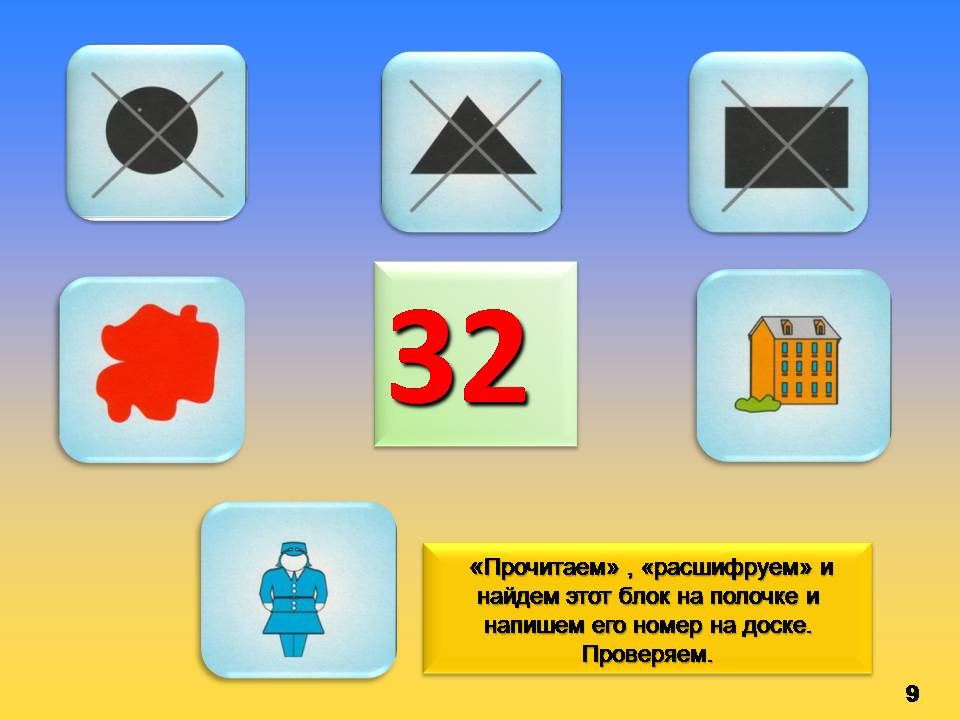 32
«Прочитаем» , «расшифруем» и
найдем этот блок на полочке и
напишем его номер на доске.
Проверяем.
9